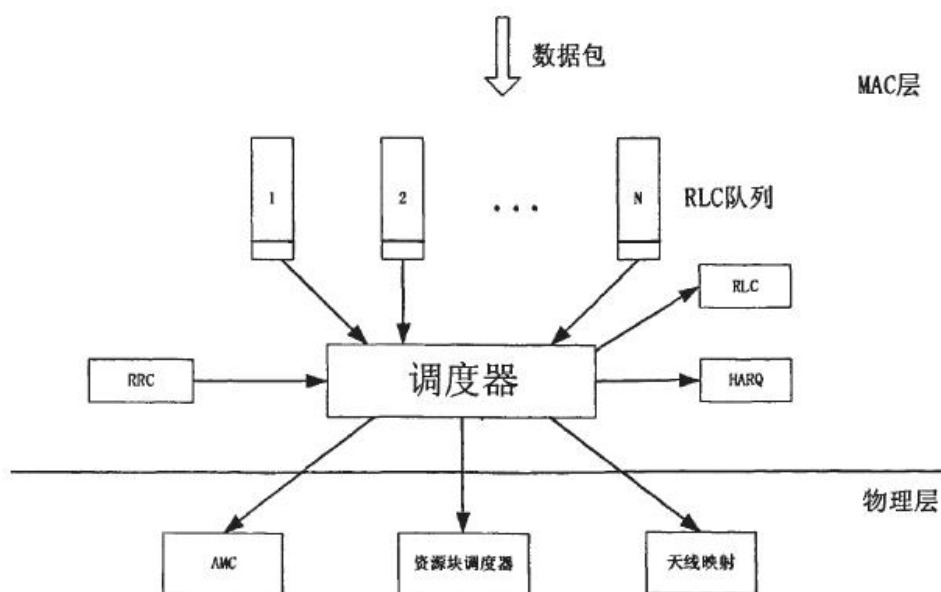 数据包
MAC层
1
2
...
N
RLC队列
RLC
RRC
调度器
HARQ
物理层
AMC
资源块调度器
天线映射